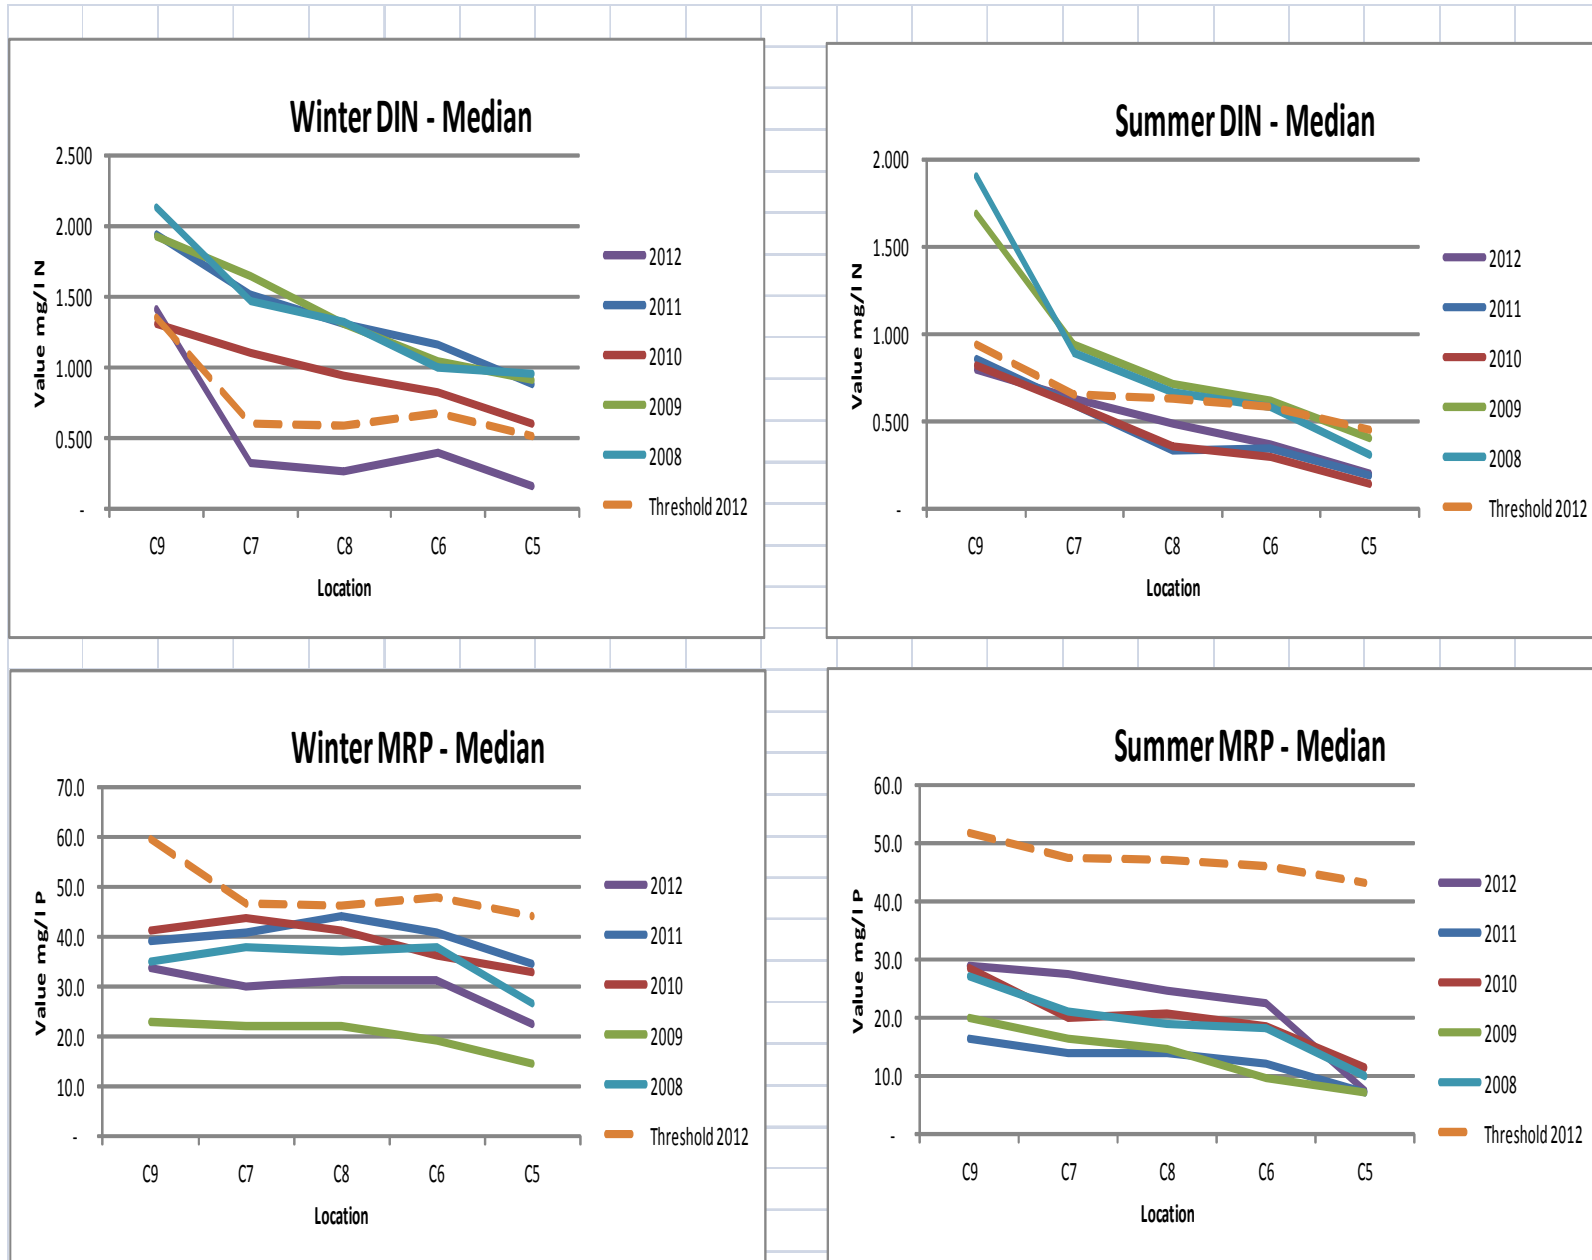 Winter DIN - Median
2.500
2.000
1.500
1.000
0.500
-
Value mg/l N
C9 C7 C8 C6 C5
Location
2012
2011
2010
2009
2008
Threshold 2012
Summer DIN - Median
2.000
1.500
1.000
0.500
-
Value mg/l N
C9 C7 C8 C6 C5
Location
2012
2011
2010
2009
2008
Threshold 2012
Winter MRP - Median
70.0
60.0
50.0
40.0
30.0
20.0
10.0
-
Value mg/l P
C9 C7 C8 C6 C5
Location
2012
2011
2010
2009
2008
Threshold 2012
Summer MRP - Median
60.0
50.0
40.0
30.0
20.0
10.0
-
Value mg/l P
C9 C7 C8 C6 C5
Location
2012
2011
2010
2009
2008
Threshold 2012